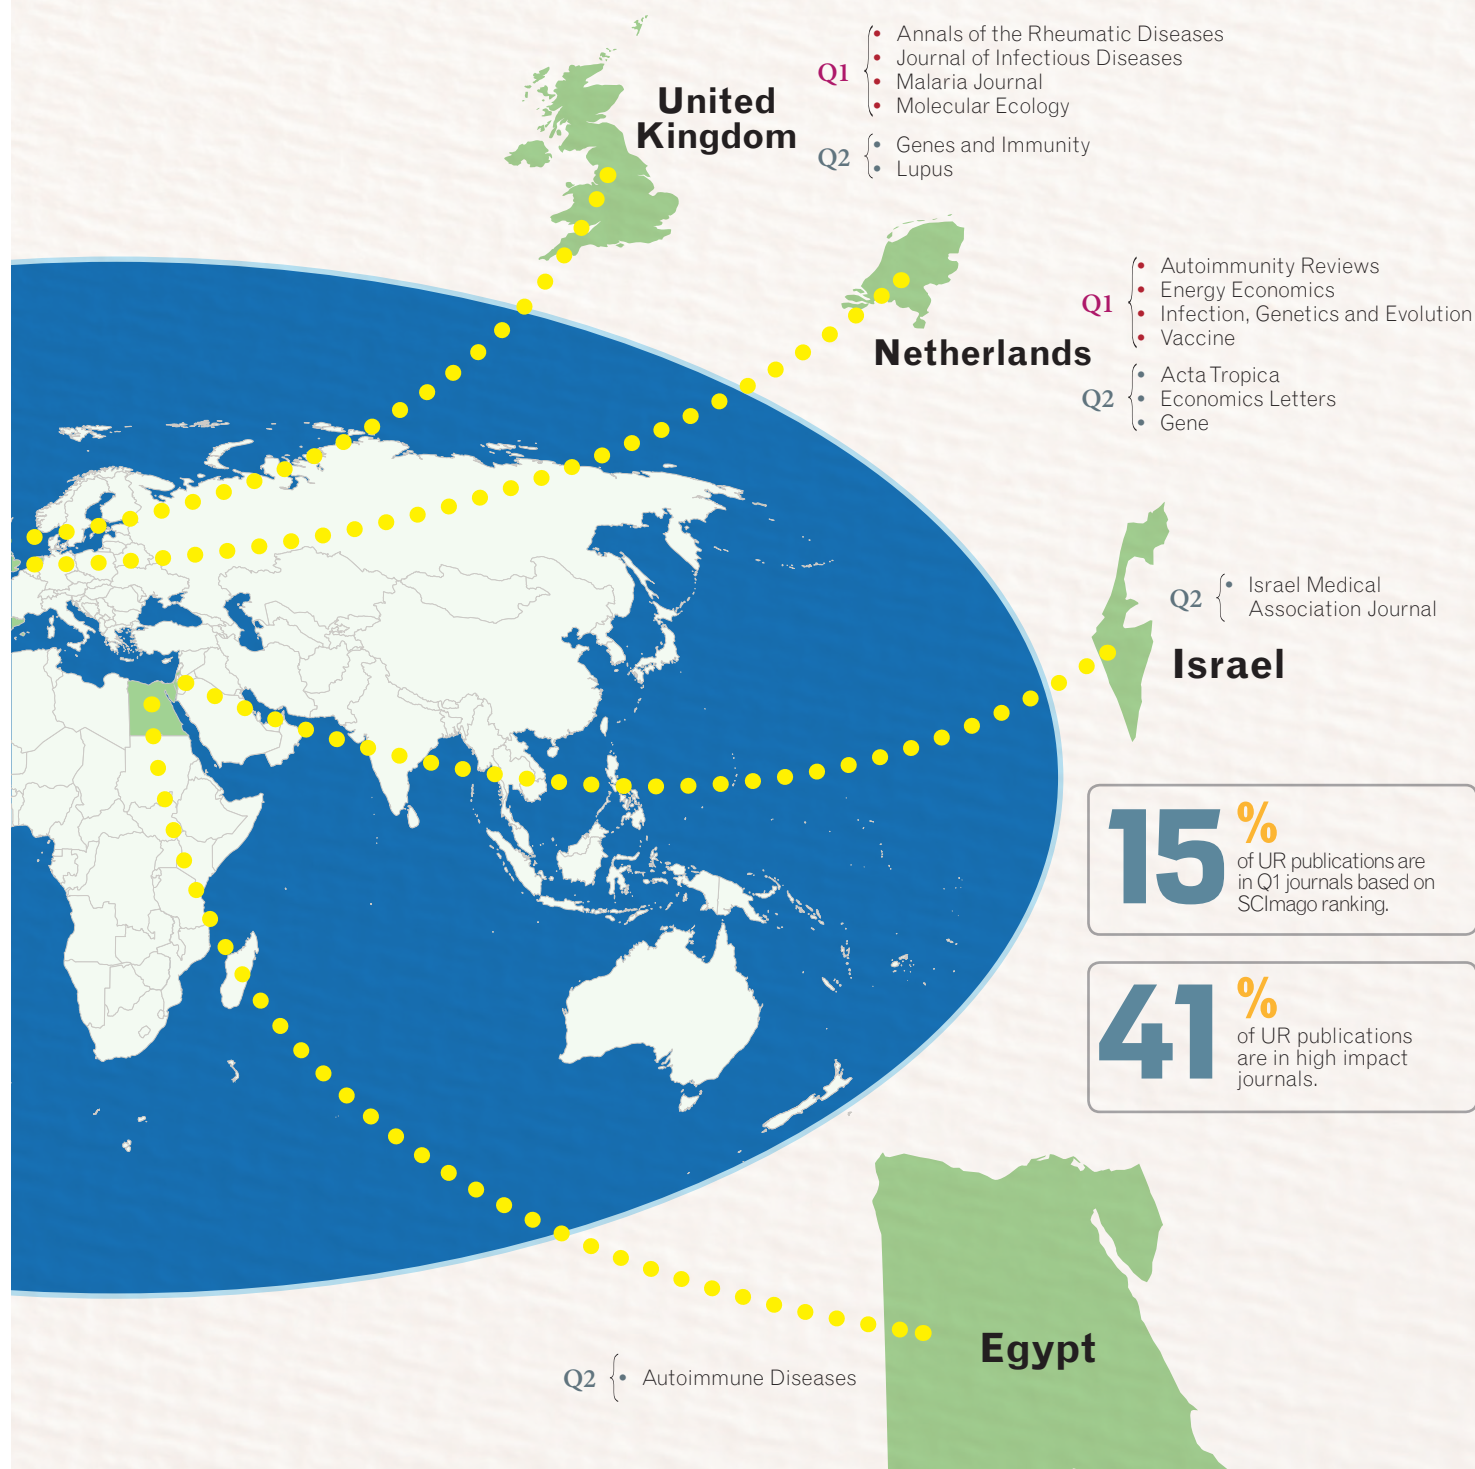 United
Kingdom
Q1
• Annals of the Rheumatic Diseases
• Journal of Infectious Diseases
• Malaria Journal
• Molecular Ecology
Q2
• Genes and Immunity
• Lupus
Netherlands
Q1
• Autoimmunity Reviews
• Energy Economics
• Infection, Genetics and Evolution
• Vaccine
Q2
• Acta Tropica
• Economics Letters
• Gene
Israel
Q2
• Israel Medical
Association Journal
15%
of UR publications are
in Q1 journals based on
SCImago ranking.
41%
of UR publications
are in high impact
journals.
Egypt
Q2
• Autoimmune Diseases